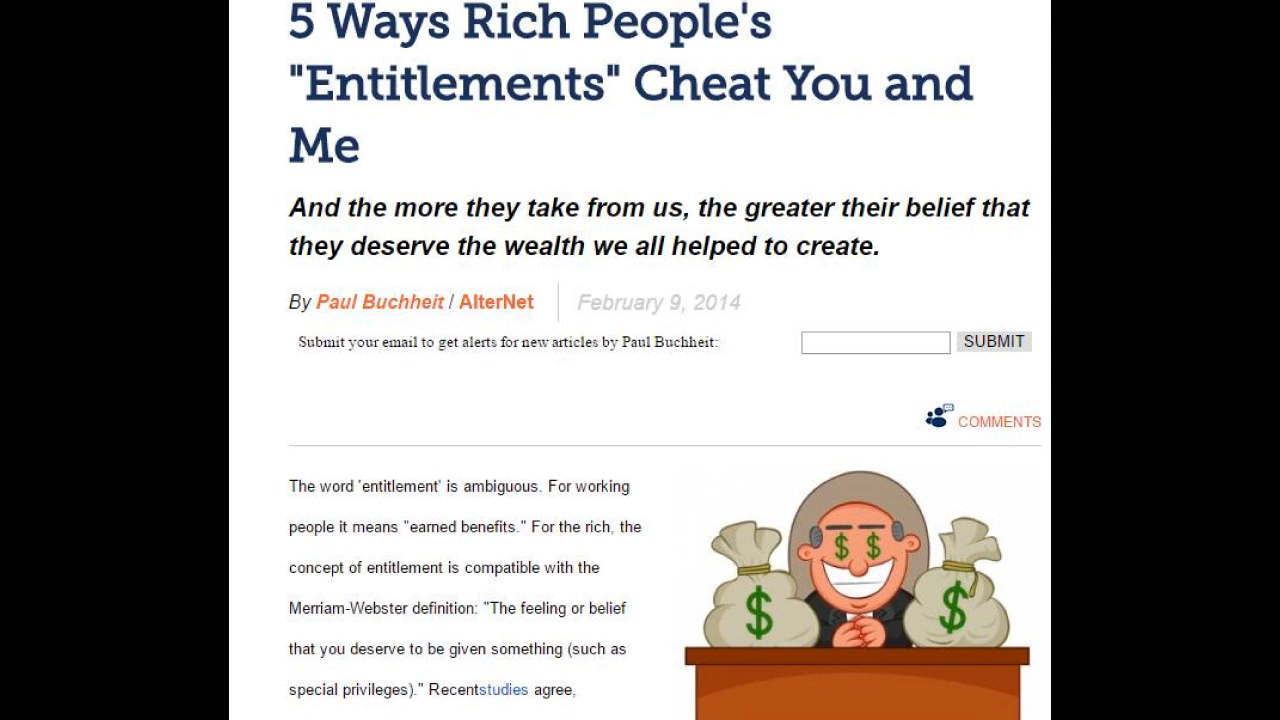 5 Ways Rich People's
"Entitlements" Cheat You and
Me
And the more they take from us, the greater their belief that
they deserve the wealth we all helped to create.
By Paul Buchheit / AlterNet February 9, 2014
Submit your email to get alerts for new articles by Paul Buchheit: SUBMIT
COMMENTS
The word 'entitlement' is ambiguous. For working
people it means "earned benefits." For the rich, the
concept of entitlement is compatible with the
Merriam-Webster definition: "The feeling or belief
that you deserve to be given something (such as
special privileges)." Recentstudies agree,
$ $
$ $